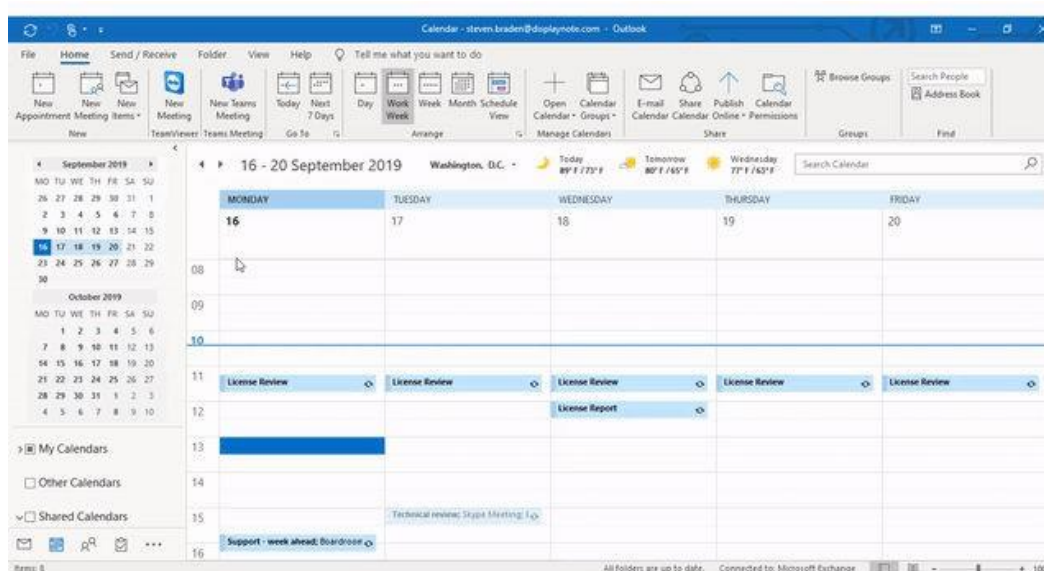 Calendar - steven.braden@displaynote.com - Outlook
File Home Send / Receive Folder View Help Tell me what you want to do
New Appointment
New Meeting
New Items
New Meeting
New Teams Meeting
Today
Next 7 Days
Day
Work Week
Week
Month
Schedule View
Open Calendar
Calendar Groups
E-mail Calendar
Share Calendar
Publish Online
Calendar Permissions
Browse Groups
Search People
Address Book
New TeamViewer Teams Meeting Go To Arrange Manage Calendars Share Groups Find
September 2019
MO TU WE TH FR SA SU
26 27 28 29 30 31 1
2 3 4 5 6 7 8
9 10 11 12 13 14 15
16 17 18 19 20 21 22
23 24 25 26 27 28 29
30
October 2019
MO TU WE TH FR SA SU
1 2 3 4 5 6
7 8 9 10 11 12 13
14 15 16 17 18 19 20
21 22 23 24 25 26 27
28 29 30 31 1 2 3
4 5 6 7 8 9 10
My Calendars
Other Calendars
Shared Calendars
16 - 20 September 2019
Washington, D.C.
Today
89° F / 73° F
Tomorrow
80° F / 65° F
Wednesday
77° F / 63° F
Search Calendar
MONDAY TUESDAY WEDNESDAY THURSDAY FRIDAY
16 17 18 19 20
08
09
10
11 License Review License Review License Review License Review License Review
12 License Report
13
14
15 Technical review; Skype Meeting;
16 Support - week ahead; Boardroom
Items: 8
All folders are up to date. Connected to: Microsoft Exchange